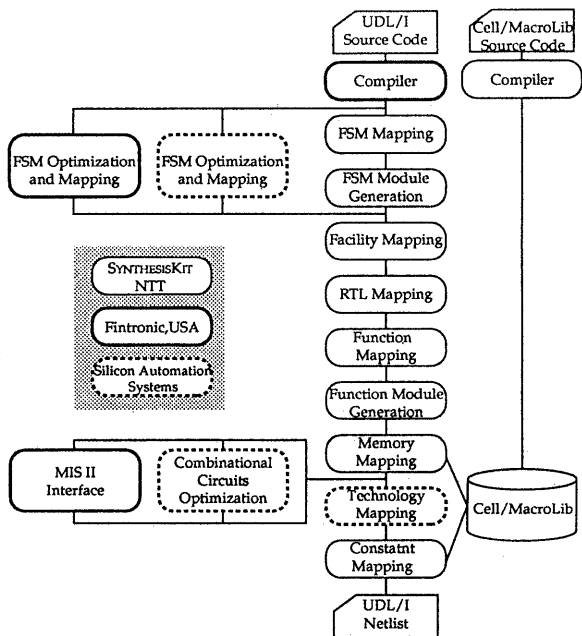 UDL/I
Source Code
Cell/MacroLib
Source Code
Compiler
Compiler
FSM Optimization
and Mapping
FSM Optimization
and Mapping
FSM Mapping
FSM Module
Generation
Facility Mapping
SYNTHESISKIT
NTT
Fintronic,USA
Silicon Automation
Systems
RTL Mapping
Function
Mapping
Function Module
Generation
MIS II
Interface
Combinational
Circuits
Optimization
Memory
Mapping
Technology
Mapping
Constatnt
Mapping
Cell/MacroLib
UDL/I
Netlist